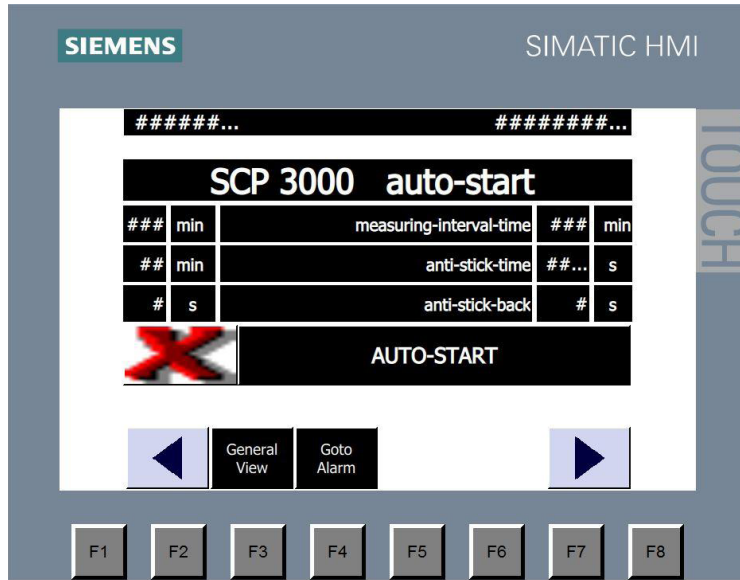 SIEMENS SIMATIC HMI
TOUCH
######... ########...
SCP 3000 auto-start
### min measuring-interval-time ### min
## min anti-stick-time ##... s
# s anti-stick-back # s
AUTO-START
General View
Goto Alarm
F1 F2 F3 F4 F5 F6 F7 F8